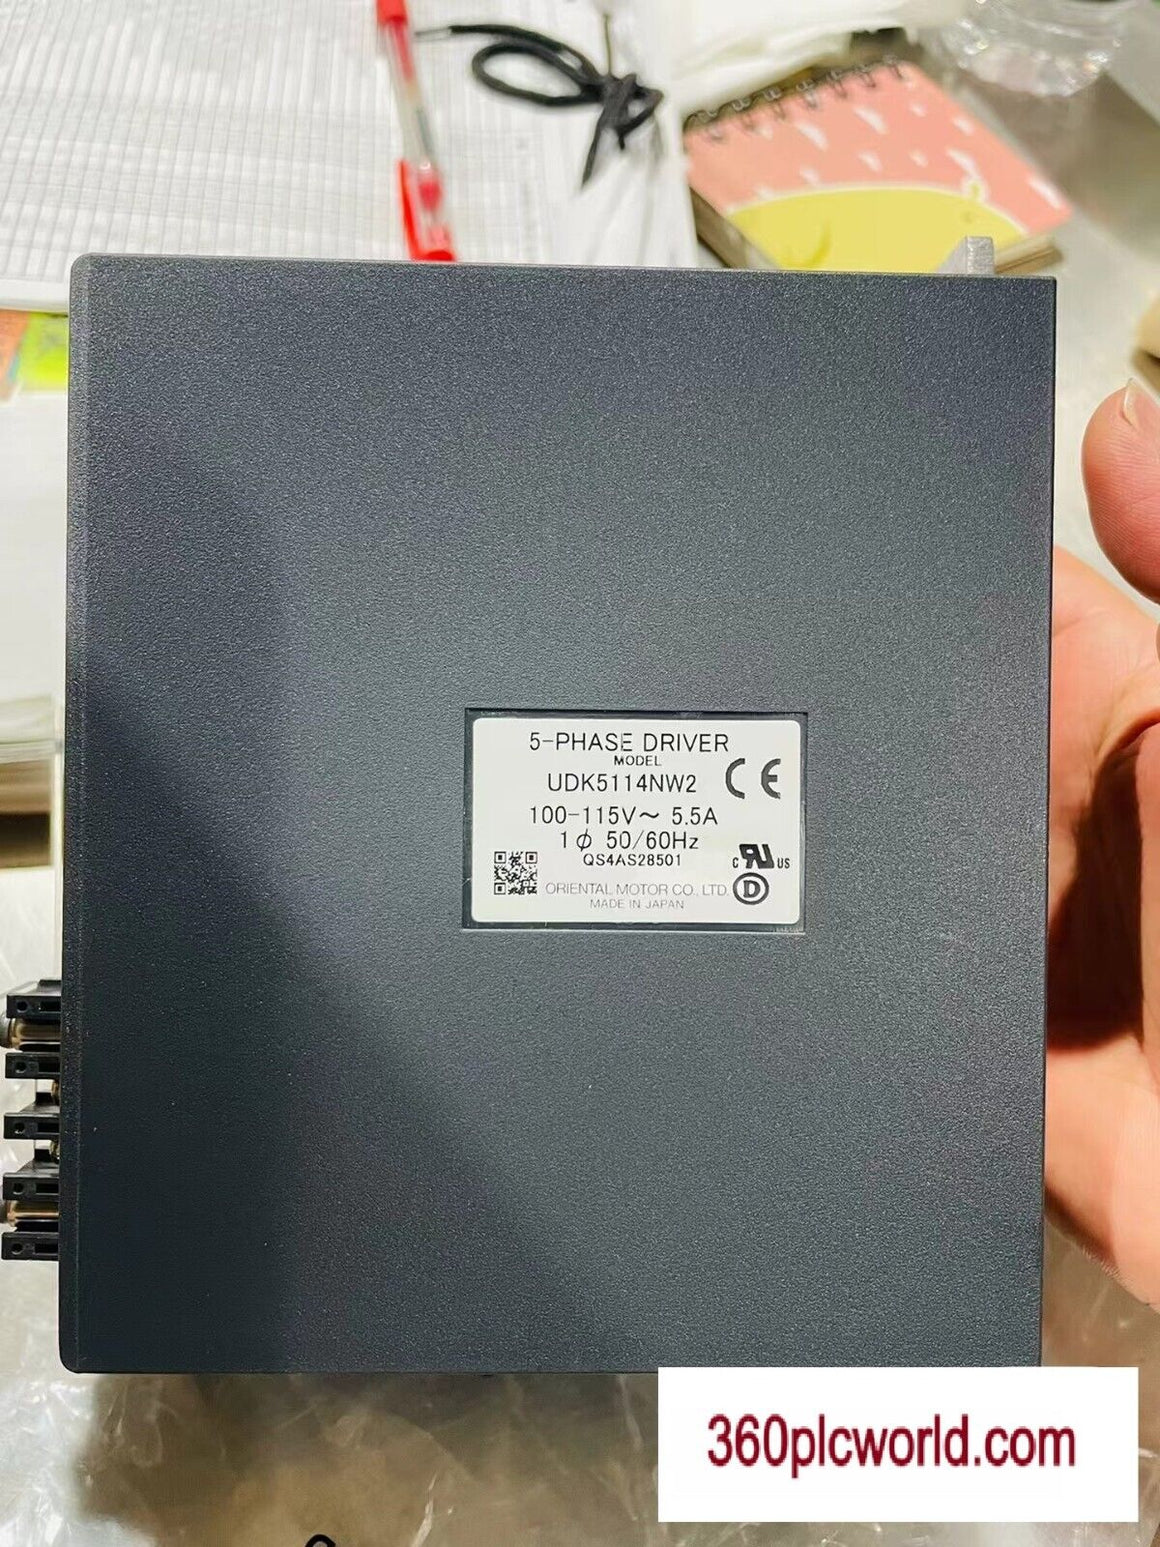 5-PHASE DRIVER
MODEL
UDK5114NW2
100-115V～ 5.5A
1ϕ 50/60Hz
QS4AS28501
ORIENTAL MOTOR CO., LTD.
MADE IN JAPAN
CE
c RU US
D
360plcworld.com